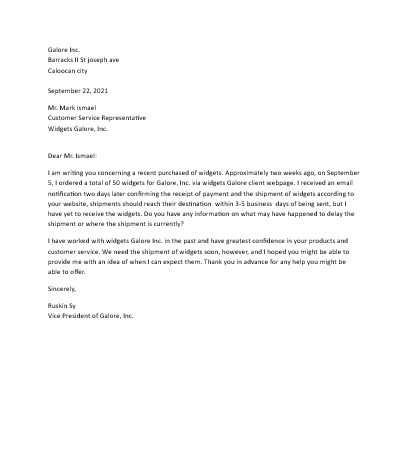 Galore Inc.
Barracks II St joseph ave
Caloocan city
September 22, 2021
Mr. Mark ismael
Customer Service Representative
Widgets Galore, Inc.
Dear Mr. Ismael:
I am writing you concerning a recent purchased of widgets. Approximately two weeks ago, on September
5, I ordered a total of 50 widgets for Galore, Inc. via widgets Galore client webpage. I received an email
notification two days later confirming the receipt of payment and the shipment of widgets according to
your website, shipments should reach their destination within 3-5 business days of being sent, but I
have yet to receive the widgets. Do you have any information on what may have happened to delay the
shipment or where the shipment is currently?
I have worked with widgets Galore Inc. in the past and have greatest confidence in your products and
customer service. We need the shipment of widgets soon, however, and I hoped you might be able to
provide me with an idea of when I can expect them. Thank you in advance for any help you might be
able to offer.
Sincerely,
Ruskin Sy
Vice President of Galore, Inc.